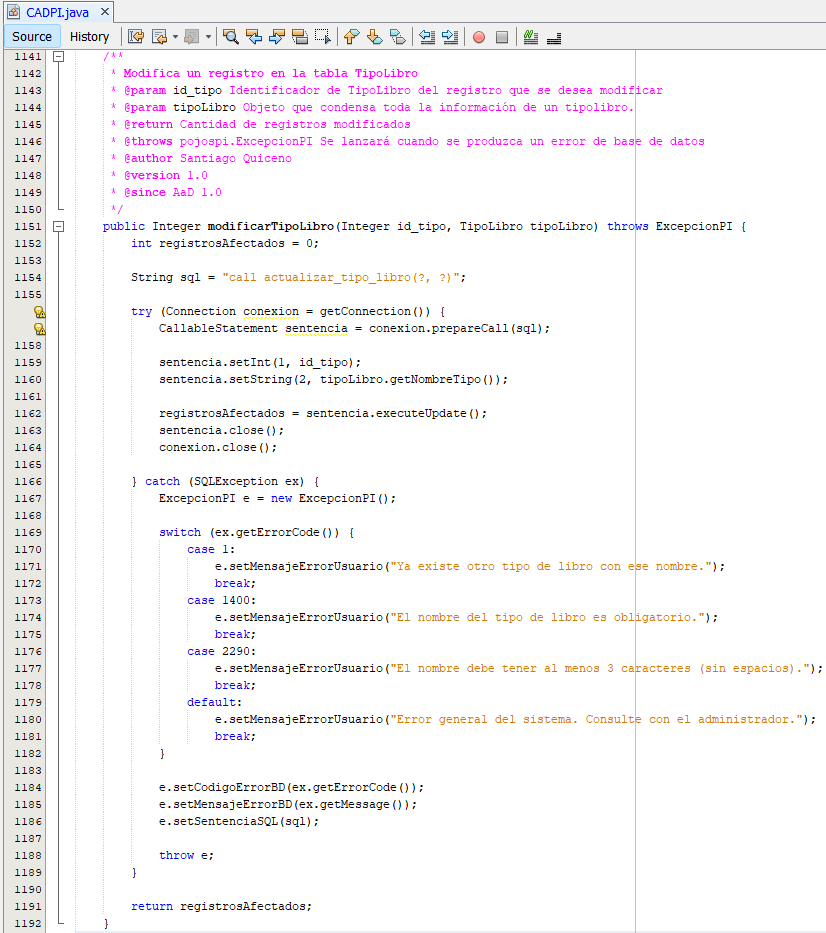 CADPI.java
Source History
1141 /**
1142 * Modifica un registro en la tabla TipoLibro
1143 * @param id_tipo Identificador de TipoLibro del registro que se desea modificar
1144 * @param tipoLibro Objeto que condensa toda la información de un tipolibro.
1145 * @return Cantidad de registros modificados
1146 * @throws pojospi.ExcepcionPI Se lanzará cuando se produzca un error de base de datos
1147 * @author Santiago Quiceno
1148 * @version 1.0
1149 * @since AaD 1.0
1150 */
1151 public Integer modificarTipoLibro(Integer id_tipo, TipoLibro tipoLibro) throws ExcepcionPI {
1152 int registrosAfectados = 0;
1153
1154 String sql = "call actualizar_tipo_libro(?, ?)";
1155
try (Connection conexion = getConnection()) {
CallableStatement sentencia = conexion.prepareCall(sql);
1158
1159 sentencia.setInt(1, id_tipo);
1160 sentencia.setString(2, tipoLibro.getNombreTipo());
1161
1162 registrosAfectados = sentencia.executeUpdate();
1163 sentencia.close();
1164 conexion.close();
1165
1166 } catch (SQLException ex) {
1167 ExcepcionPI e = new ExcepcionPI();
1168
1169 switch (ex.getErrorCode()) {
1170 case 1:
1171 e.setMensajeErrorUsuario("Ya existe otro tipo de libro con ese nombre.");
1172 break;
1173 case 1400:
1174 e.setMensajeErrorUsuario("El nombre del tipo de libro es obligatorio.");
1175 break;
1176 case 2290:
1177 e.setMensajeErrorUsuario("El nombre debe tener al menos 3 caracteres (sin espacios).");
1178 break;
1179 default:
1180 e.setMensajeErrorUsuario("Error general del sistema. Consulte con el administrador.");
1181 break;
1182 }
1183
1184 e.setCodigoErrorBD(ex.getErrorCode());
1185 e.setMensajeErrorBD(ex.getMessage());
1186 e.setSentenciaSQL(sql);
1187
1188 throw e;
1189 }
1190
1191 return registrosAfectados;
1192 }